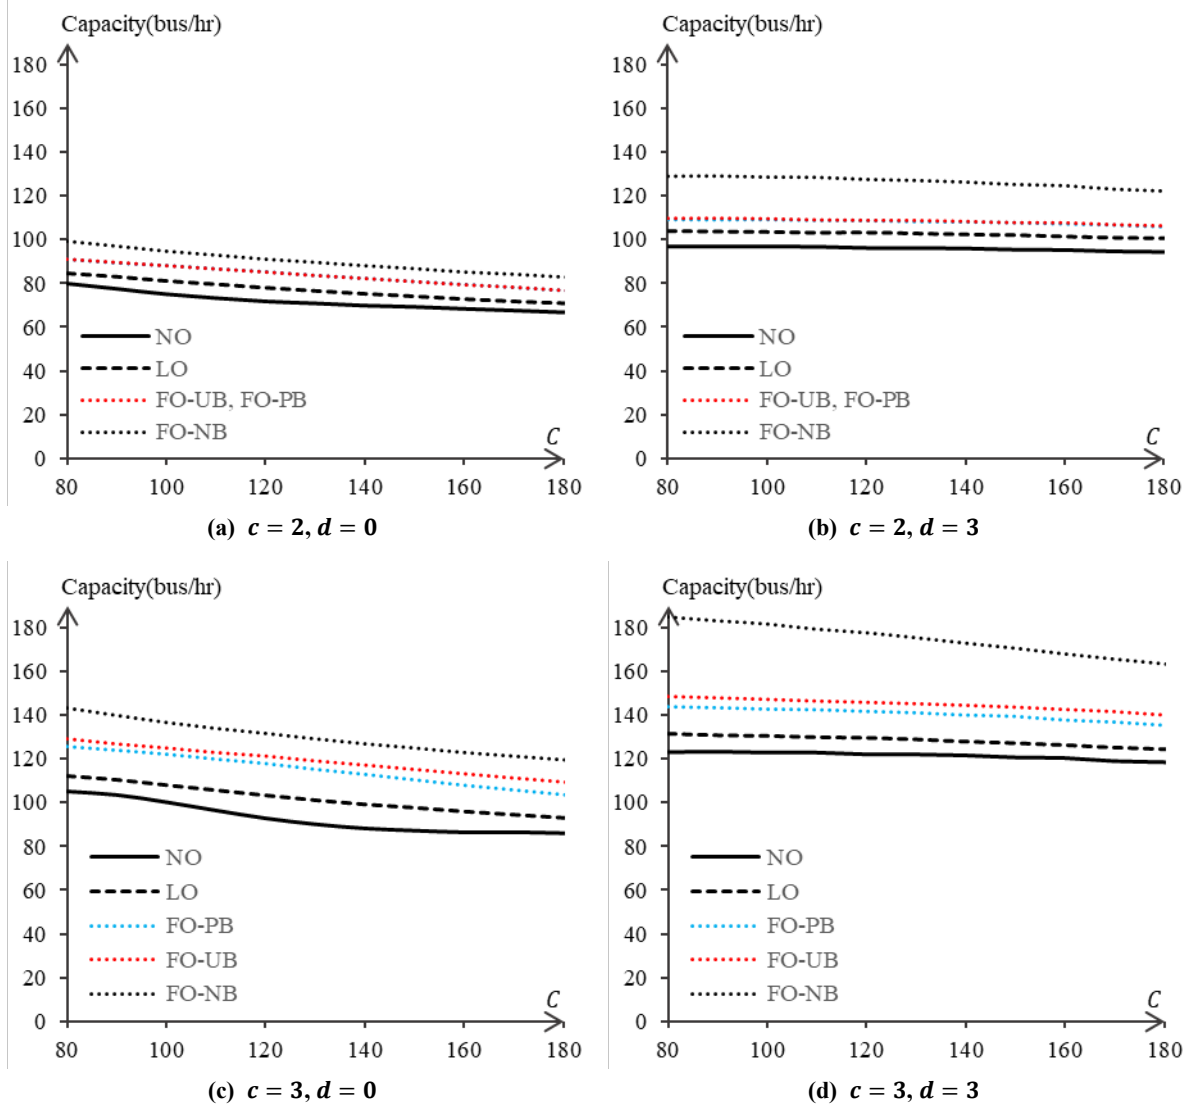 Capacity(bus/hr)
180
160
140
120
100
80
60
40
20
0
NO
LO
FO-UB, FO-PB
FO-NB
C
80 100 120 140 160 180
(a) c = 2, d = 0
Capacity(bus/hr)
180
160
140
120
100
80
60
40
20
0
NO
LO
FO-UB, FO-PB
FO-NB
C
80 100 120 140 160 180
(b) c = 2, d = 3
Capacity(bus/hr)
180
160
140
120
100
80
60
40
20
0
NO
LO
FO-PB
FO-UB
FO-NB
C
80 100 120 140 160 180
(c) c = 3, d = 0
Capacity(bus/hr)
180
160
140
120
100
80
60
40
20
0
NO
LO
FO-PB
FO-UB
FO-NB
C
80 100 120 140 160 180
(d) c = 3, d = 3